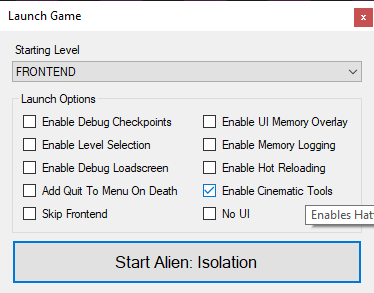 Launch Game
x
Starting Level
FRONTEND
Launch Options
Enable Debug Checkpoints
Enable UI Memory Overlay
Enable Level Selection
Enable Memory Logging
Enable Debug Loadscreen
Enable Hot Reloading
Add Quit To Menu On Death
Enable Cinematic Tools
Skip Frontend
No UI
Enables Hat
Start Alien: Isolation